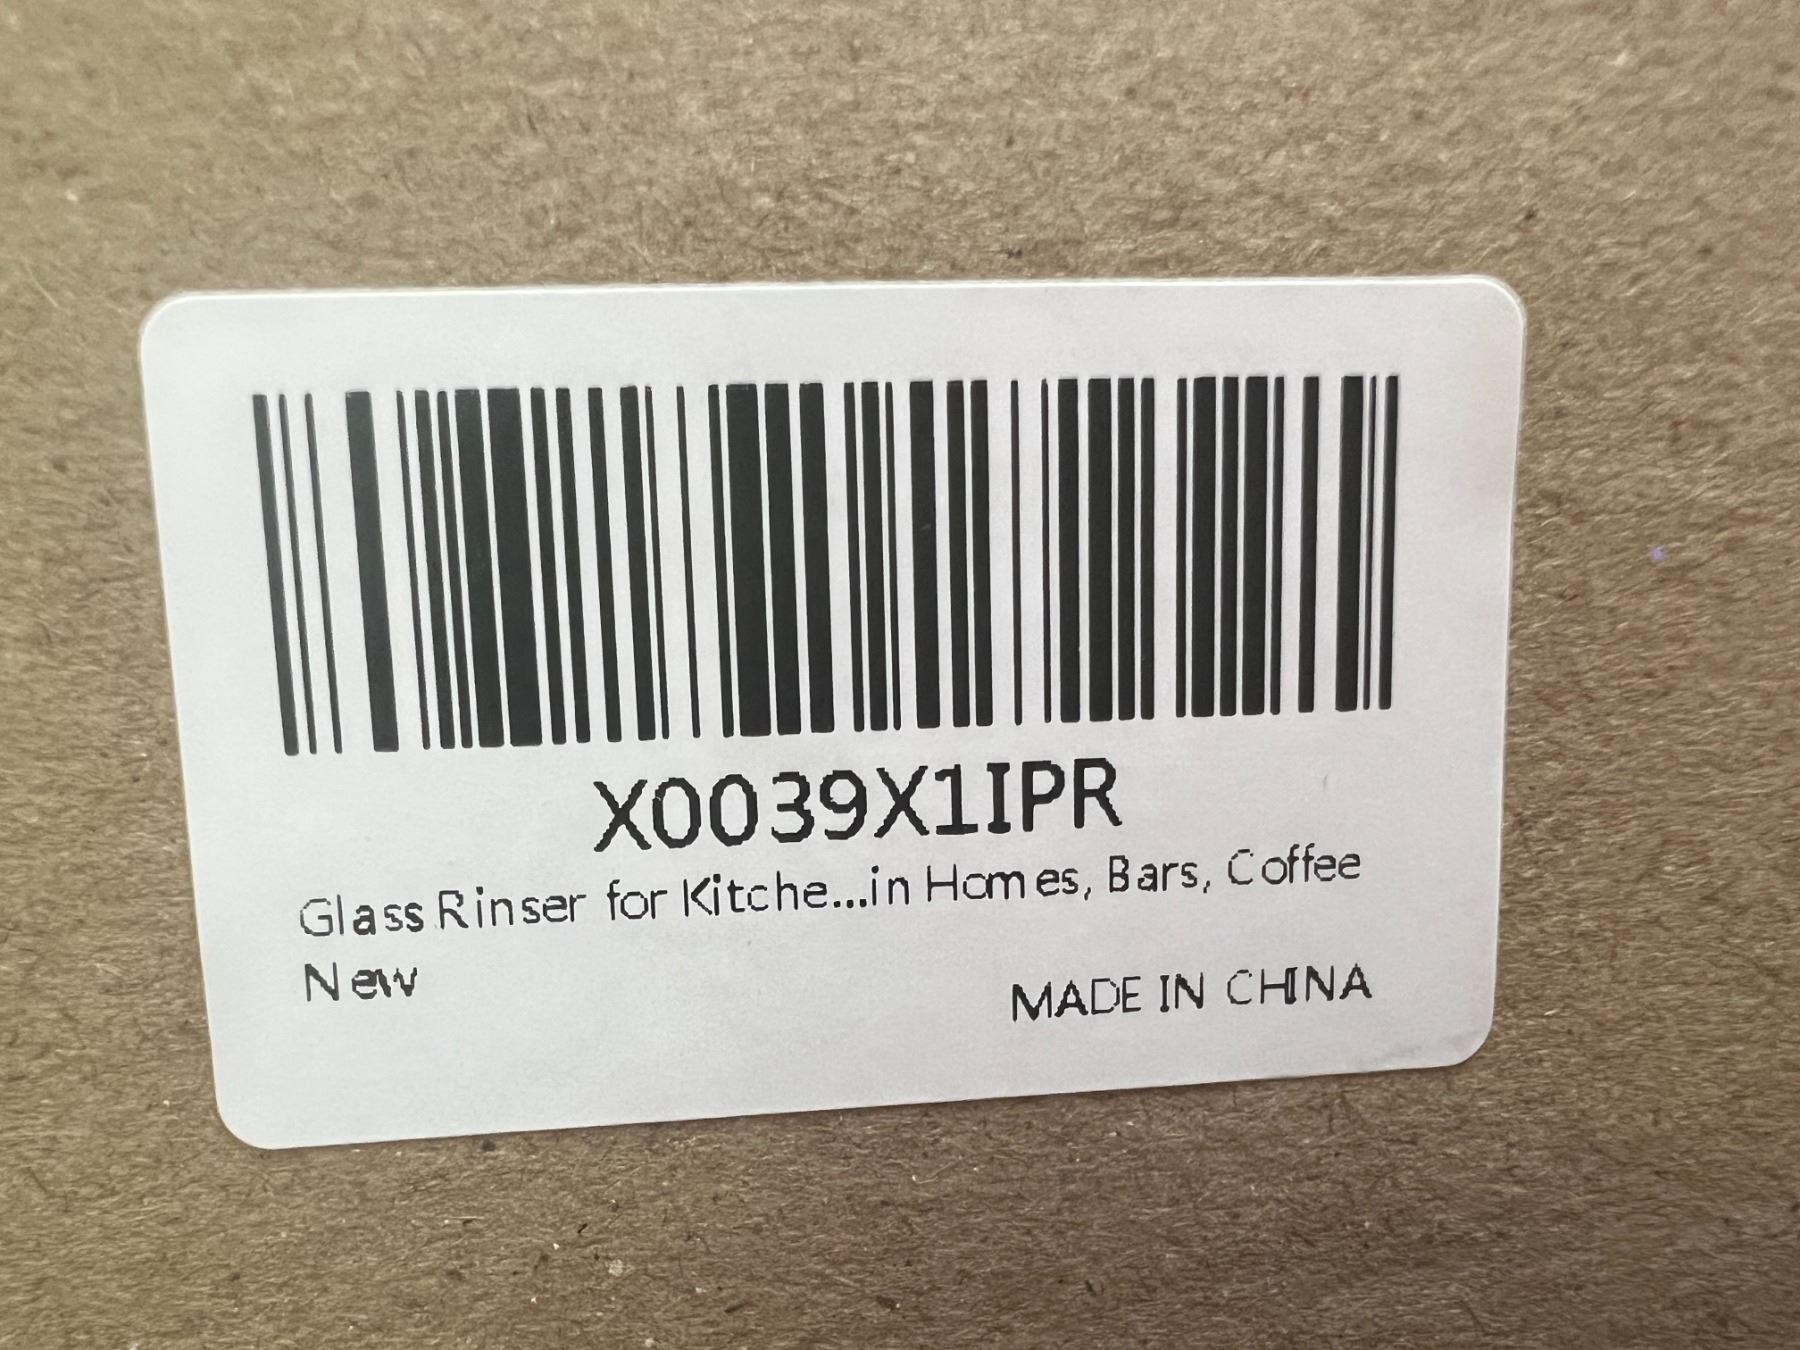 X0039X1IPR
Glass Rinser for Kitche...in Homes, Bars, Coffee
New
MADE IN CHINA